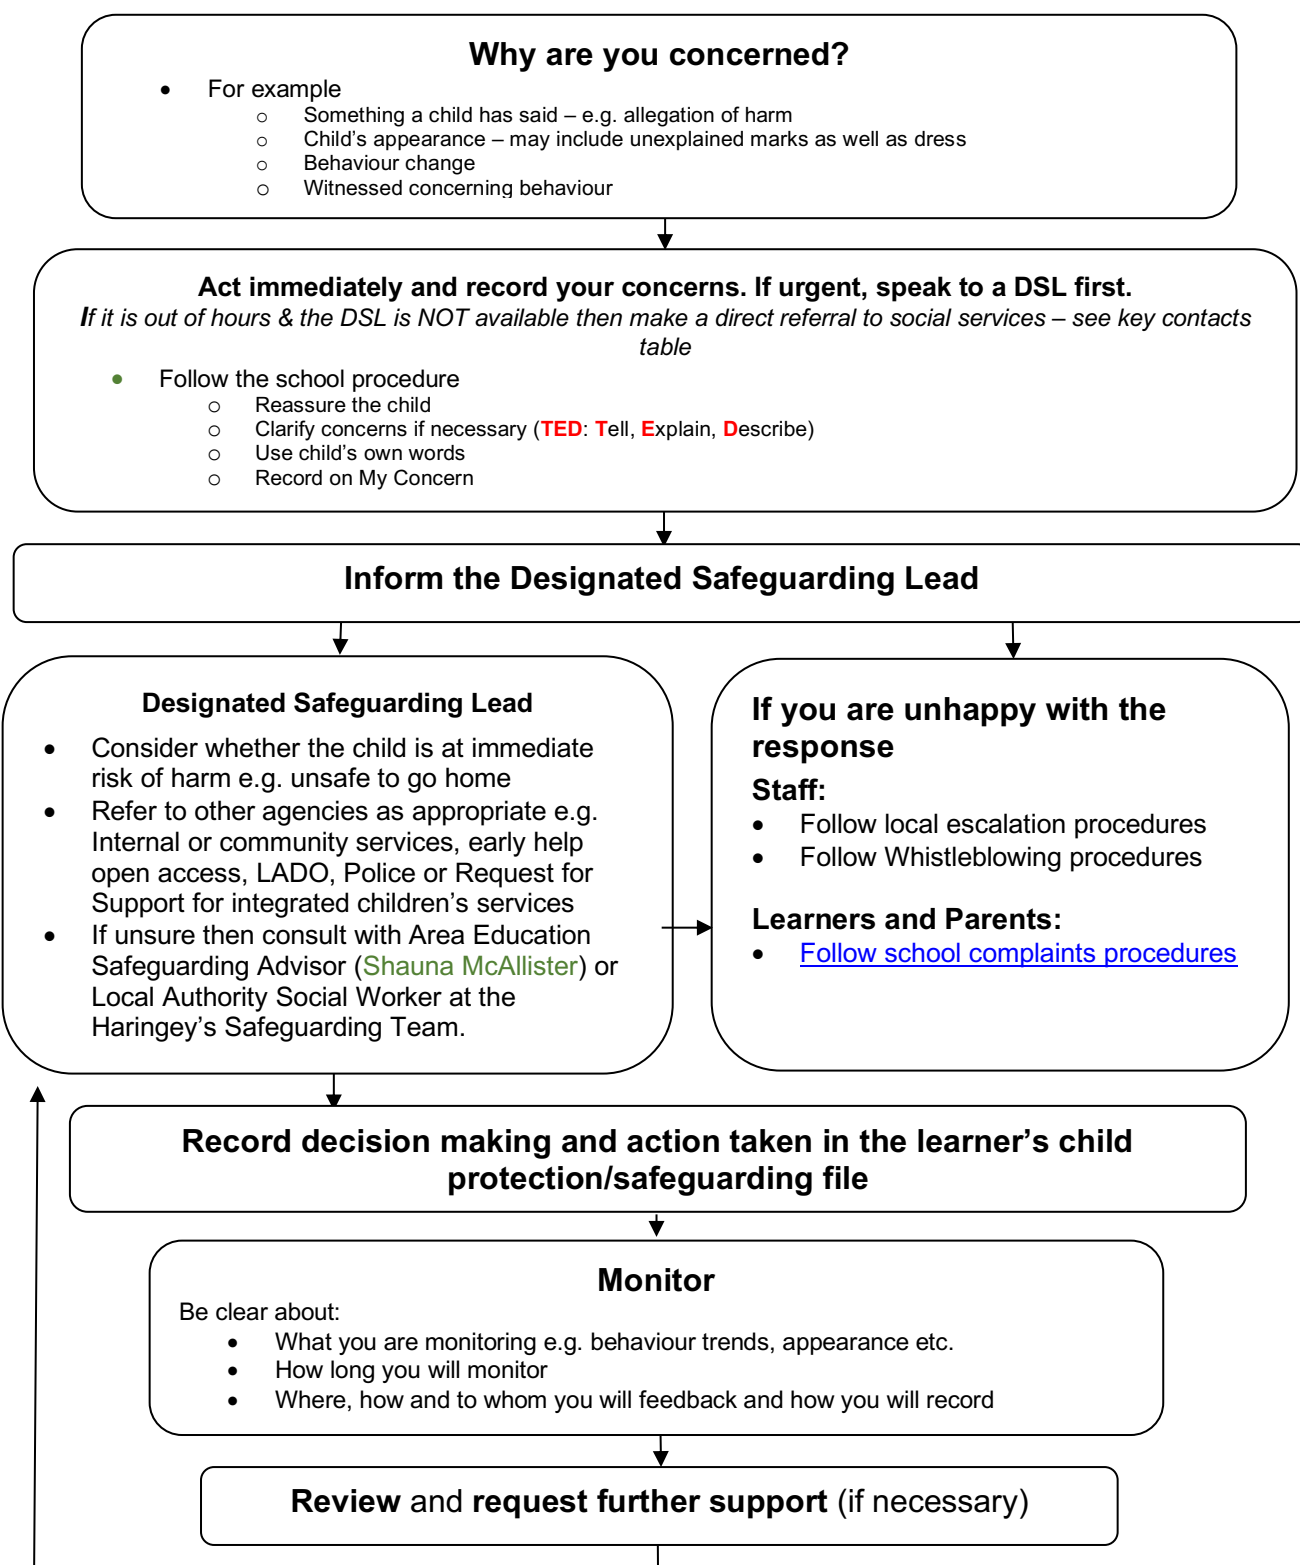 Why are you concerned?
• For example
o Something a child has said – e.g. allegation of harm
o Child's appearance – may include unexplained marks as well as dress
o Behaviour change
o Witnessed concerning behaviour
Act immediately and record your concerns. If urgent, speak to a DSL first.
If it is out of hours & the DSL is NOT available then make a direct referral to social services – see key contacts
table
• Follow the school procedure
o Reassure the child
o Clarify concerns if necessary (TED: Tell, Explain, Describe)
o Use child's own words
o Record on My Concern
Inform the Designated Safeguarding Lead
Designated Safeguarding Lead
• Consider whether the child is at immediate
risk of harm e.g. unsafe to go home
• Refer to other agencies as appropriate e.g.
Internal or community services, early help
open access, LADO, Police or Request for
Support for integrated children's services
• If unsure then consult with Area Education
Safeguarding Advisor (Shauna McAllister) or
Local Authority Social Worker at the
Haringey's Safeguarding Team.
If you are unhappy with the
response
Staff:
• Follow local escalation procedures
• Follow Whistleblowing procedures
Learners and Parents:
• Follow school complaints procedures
Record decision making and action taken in the learner's child
protection/safeguarding file
Monitor
Be clear about:
• What you are monitoring e.g. behaviour trends, appearance etc.
• How long you will monitor
• Where, how and to whom you will feedback and how you will record
Review and request further support (if necessary)